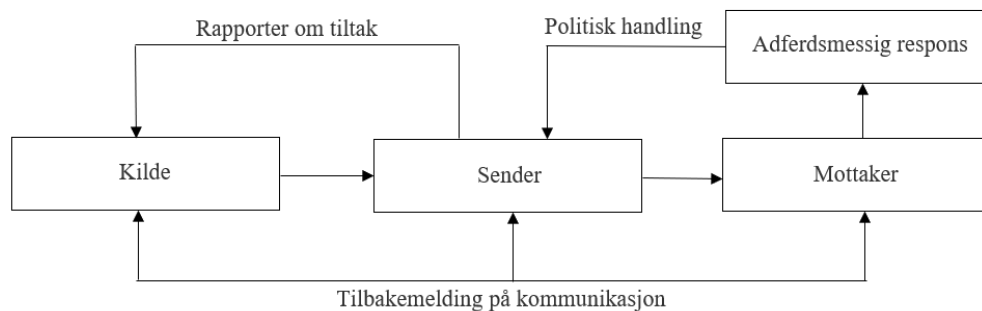 Rapporter om tiltak
Politisk handling
Adferdsmessig respons
Kilde
Sender
Mottaker
Tilbakemelding på kommunikasjon